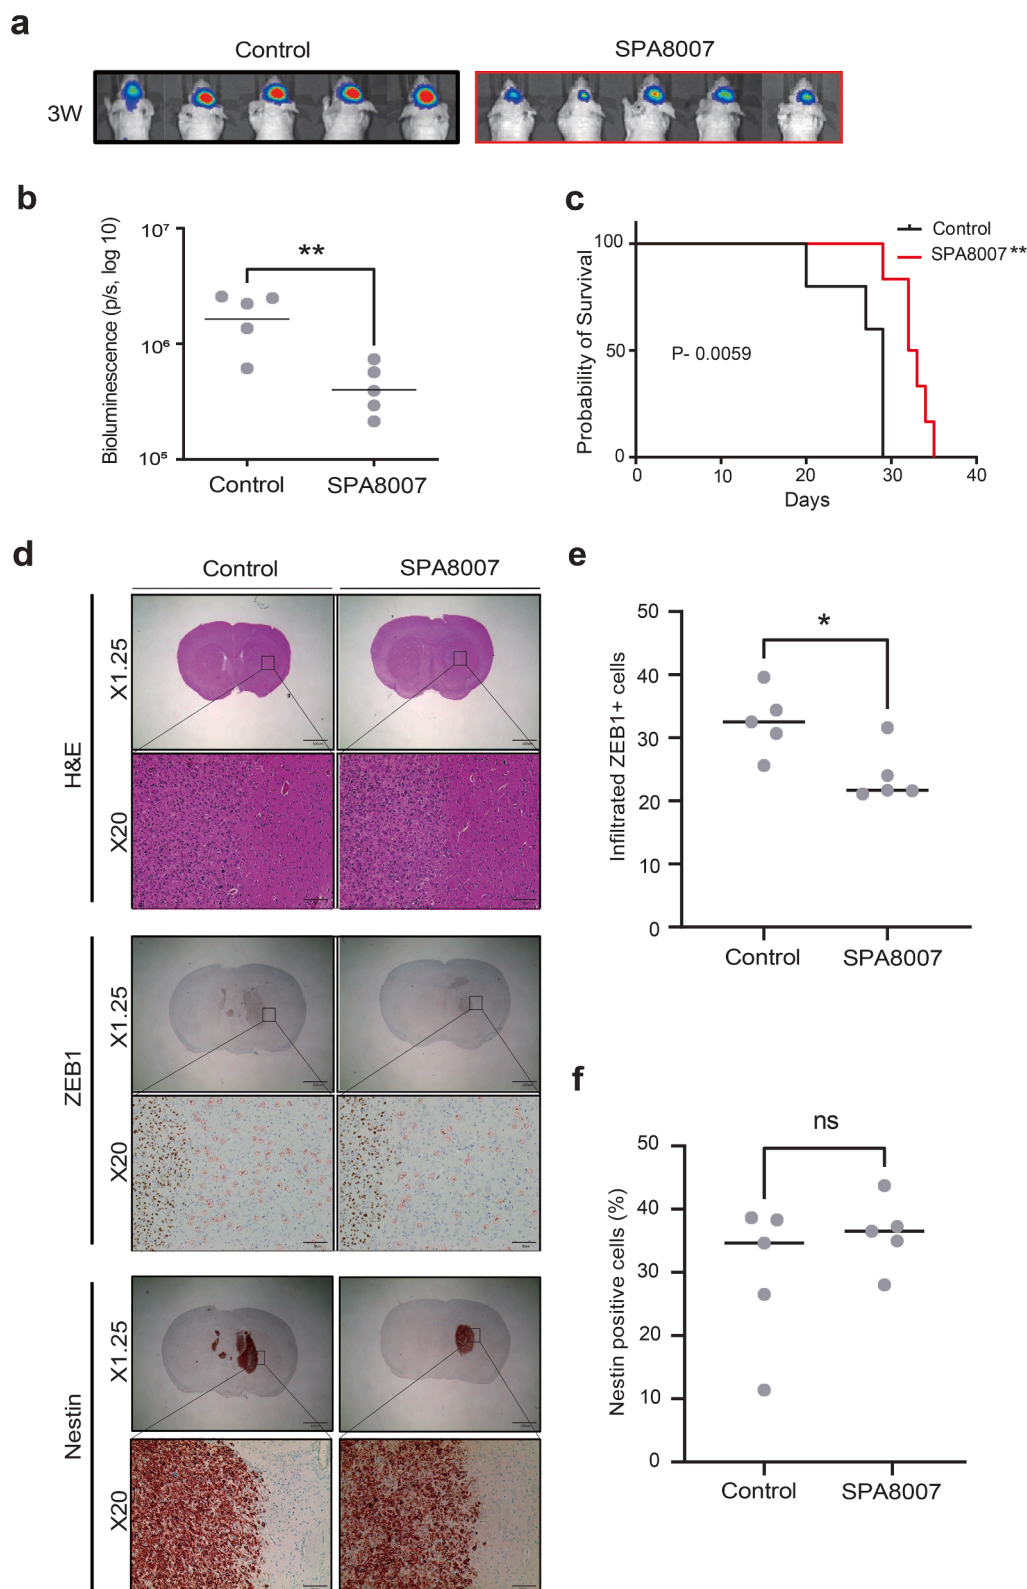 a
Control
SPA8007
3W
b
Bioluminescence (p/s, log 10)
10⁷
10⁶
10⁵
**
Control
SPA8007
c
Probability of Survival
100
50
0
P- 0.0059
Control
SPA8007**
0
10
20
30
40
Days
d
Control
SPA8007
H&E
X1.25
X20
ZEB1
X1.25
X20
Nestin
X1.25
X20
e
Infiltrated ZEB1+ cells
50
40
30
20
10
0
*
Control
SPA8007
f
Nestin positive cells (%)
50
40
30
20
10
0
ns
Control
SPA8007